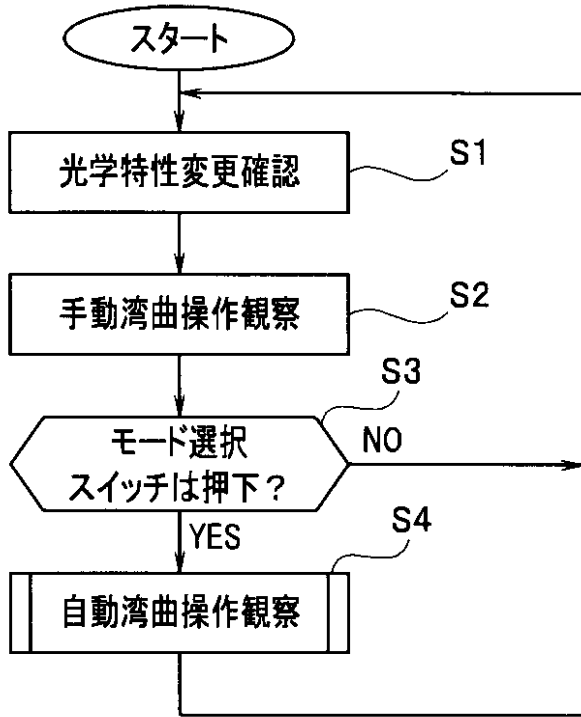 スタート
光学特性変更確認
S1
手動湾曲操作観察
S2
S3
モード選択
スイッチは押下?
NO
YES
S4
自動湾曲操作観察